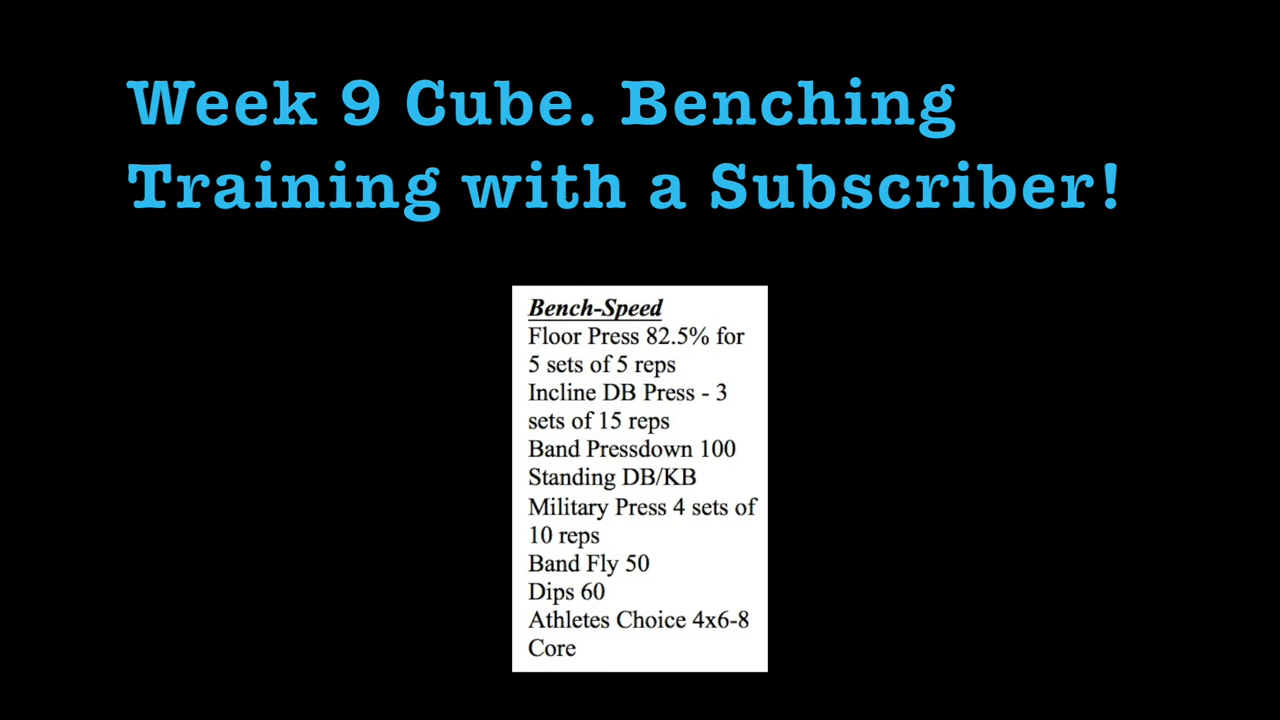 Week 9 Cube. Benching
Training with a Subscriber!
Bench-Speed
Floor Press 82.5% for
5 sets of 5 reps
Incline DB Press - 3
sets of 15 reps
Band Pressdown 100
Standing DB/KB
Military Press 4 sets of
10 reps
Band Fly 50
Dips 60
Athletes Choice 4x6-8
Core